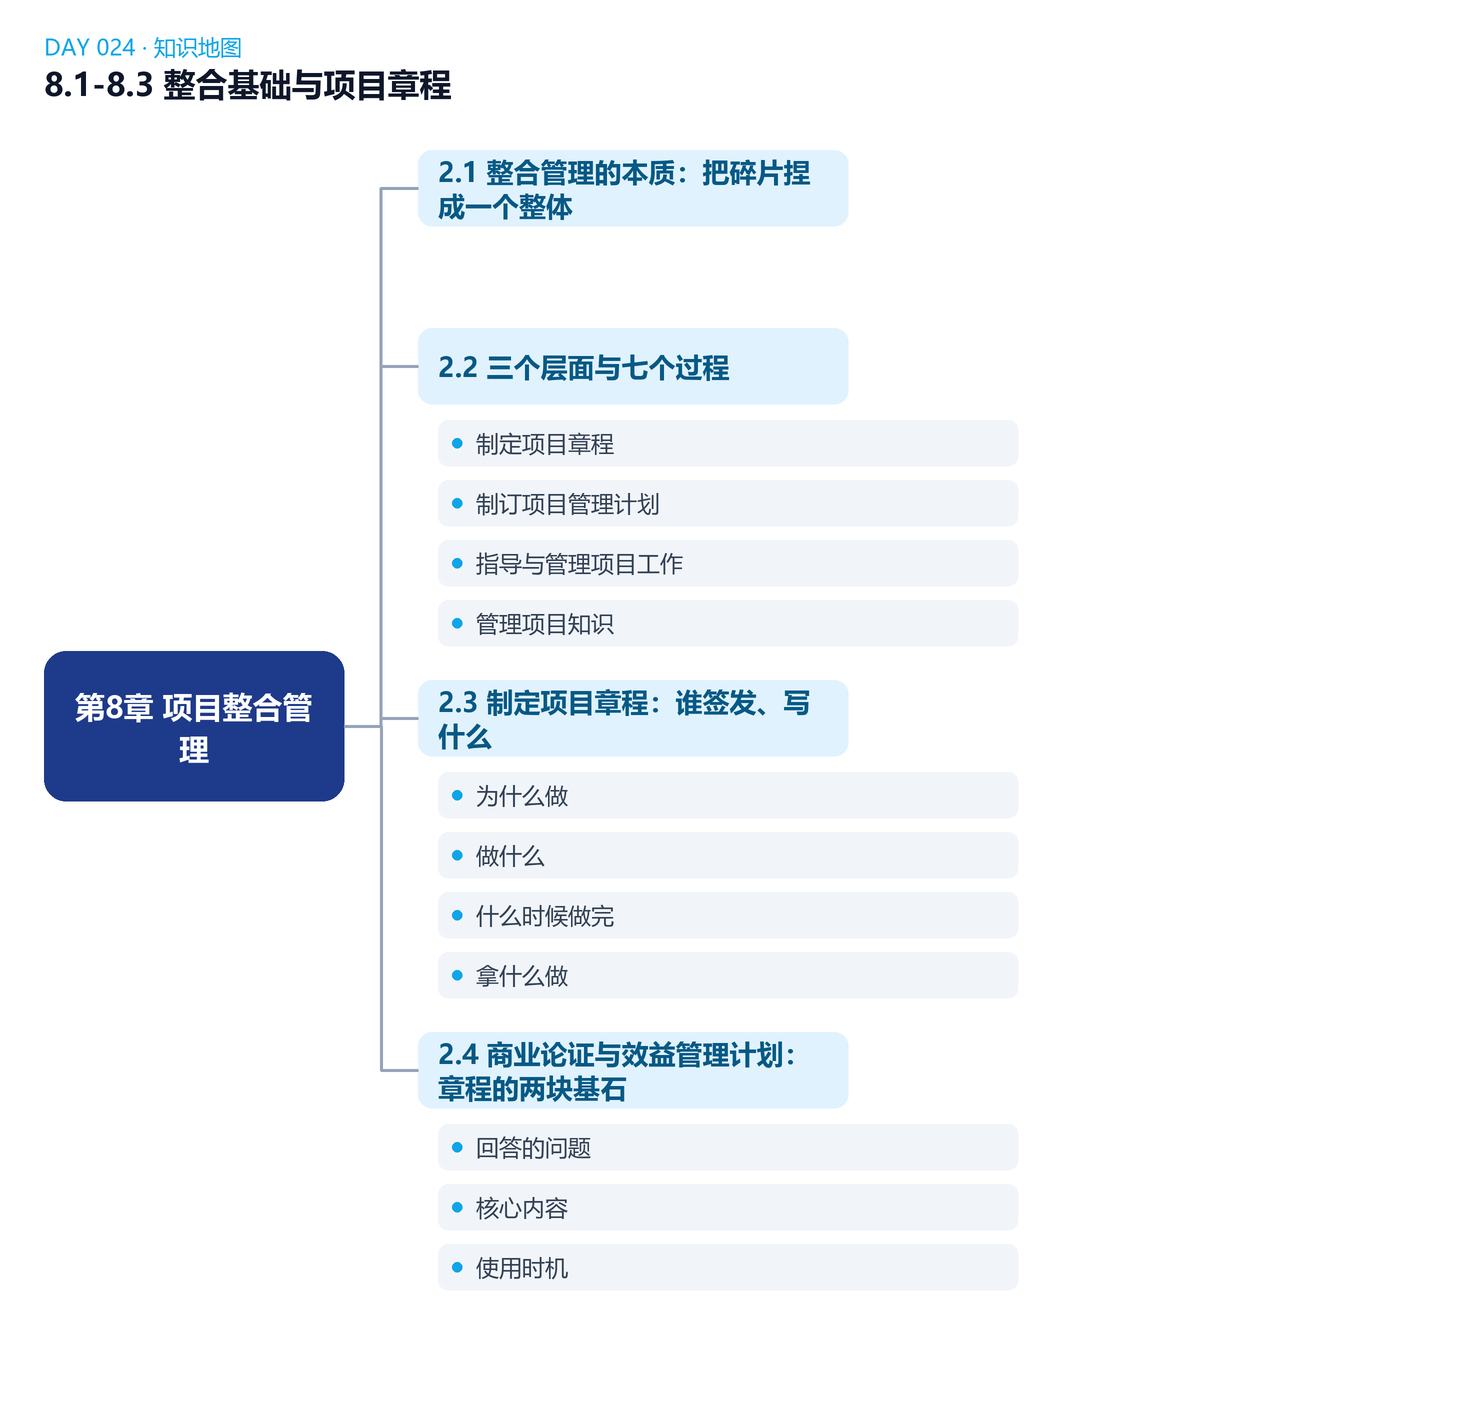 DAY 024 · 知识地图
8.1-8.3 整合基础与项目章程
2.1 整合管理的本质：把碎片捏
成一个整体
2.2 三个层面与七个过程
制定项目章程
制订项目管理计划
指导与管理项目工作
管理项目知识
第8章 项目整合管
理
2.3 制定项目章程：谁签发、写
什么
为什么做
做什么
什么时候做完
拿什么做
2.4 商业论证与效益管理计划：
章程的两块基石
回答的问题
核心内容
使用时机